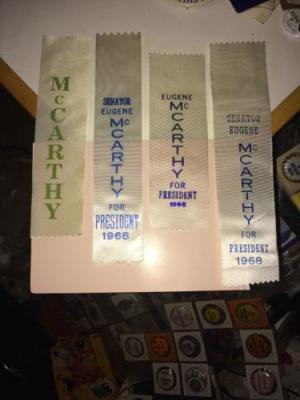 McCARTHY
SENATOR
EUGENE
McCARTHY
FOR
PRESIDENT
1968
EUGENE
McCARTHY
FOR
PRESIDENT
1968
SENATOR
EUGENE
McCARTHY
FOR
PRESIDENT
1968